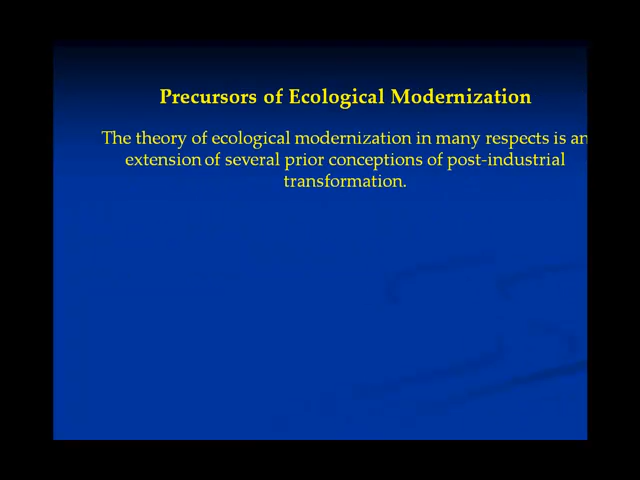 Precursors of Ecological Modernization
The theory of ecological modernization in many respects is an
extension of several prior conceptions of post-industrial
transformation.